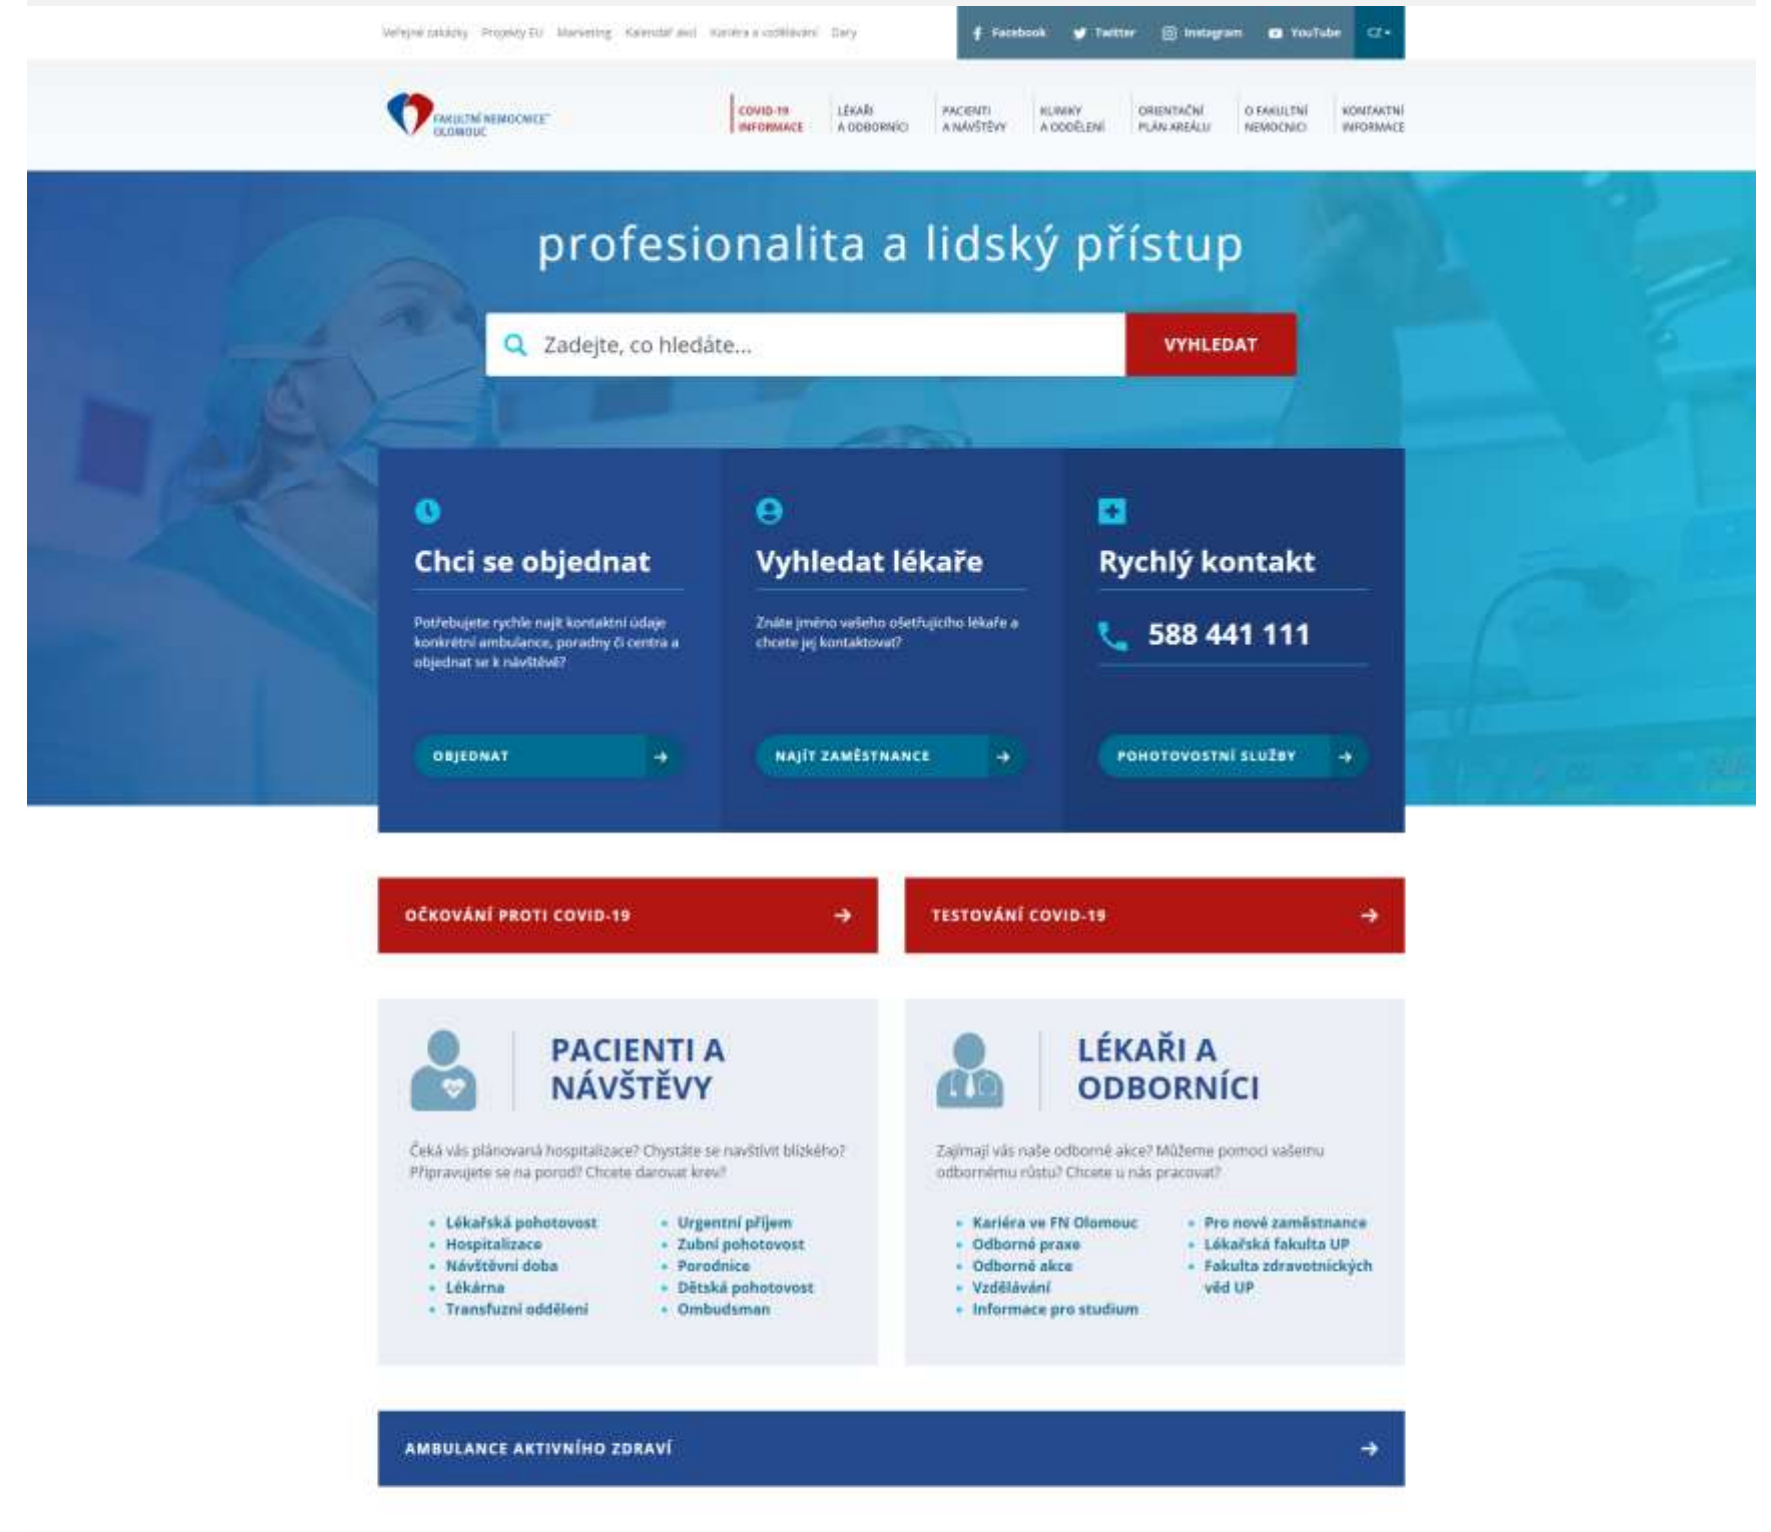 Veřejné zakázky Projekty EU Marketing Kalendář akcí Kariéra a vzdělávání Dary
Facebook Twitter Instagram YouTube CZ
FAKULTNÍ NEMOCNICE
OLOMOUC
COVID-19
INFORMACE
LÉKAŘI
A ODBORNÍCI
PACIENTI
A NÁVŠTĚVY
KLINIKY
A ODDĚLENÍ
ORIENTAČNÍ
PLÁN AREÁLU
O FAKULTNÍ
NEMOCNICI
KONTAKTNÍ
INFORMACE
profesionalita a lidský přístup
Zadejte, co hledáte...
VYHLEDAT
Chci se objednat
Potřebujete rychle najít kontaktní údaje
konkrétní ambulance, poradny či centra a
objednat se k návštěvě?
OBJEDNAT
Vyhledat lékaře
Znáte jméno vašeho ošetřujícího lékaře a
chcete jej kontaktovat?
NAJÍT ZAMĚSTNANCE
Rychlý kontakt
588 441 111
POHOTOVOSTNÍ SLUŽBY
OČKOVÁNÍ PROTI COVID-19
TESTOVÁNÍ COVID-19
PACIENTI A
NÁVŠTĚVY
Čeká vás plánovaná hospitalizace? Chystáte se navštívit blízkého?
Připravujete se na porod? Chcete darovat krev?
Lékařská pohotovost
Hospitalizace
Návštěvní doba
Lékárna
Transfuzní oddělení
Urgentní příjem
Zubní pohotovost
Porodnice
Dětská pohotovost
Ombudsman
LÉKAŘI A
ODBORNÍCI
Zajímají vás naše odborné akce? Můžeme pomoci vašemu
odbornému růstu? Chcete u nás pracovat?
Kariéra ve FN Olomouc
Odborné praxe
Odborné akce
Vzdělávání
Informace pro studium
Pro nové zaměstnance
Lékařská fakulta UP
Fakulta zdravotnických
věd UP
AMBULANCE AKTIVNÍHO ZDRAVÍ